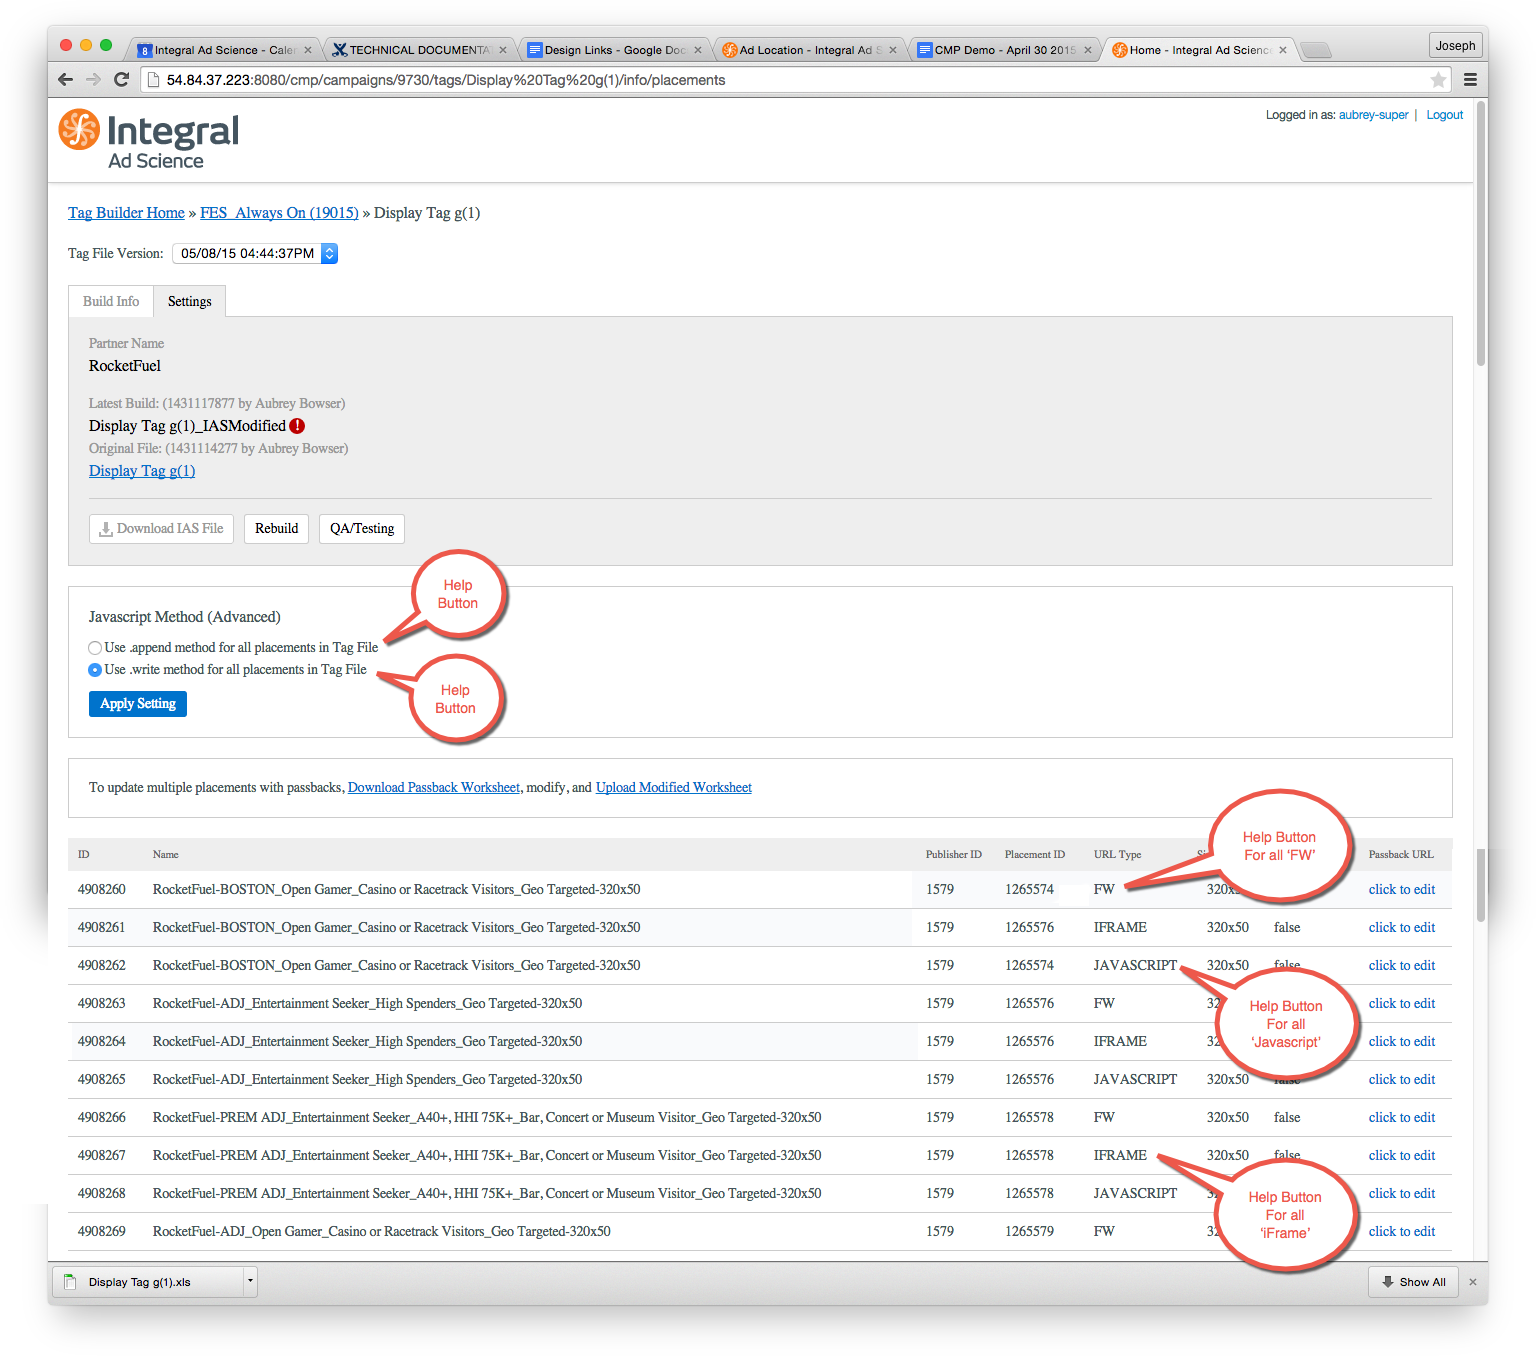 Integral Ad Science - Caler
TECHNICAL DOCUMENTA
Design Links - Google Doc
Ad Location - Integral Ad S
CMP Demo - April 30 2015
Home - Integral Ad Science
Joseph
54.84.37.223:8080/cmp/campaigns/9730/tags/Display%20Tag%20g(1)/info/placements
Logged in as: aubrey-super | Logout
Integral
Ad Science
Tag Builder Home » FES_Always On (19015) » Display Tag g(1)
Tag File Version: 05/08/15 04:44:37PM
Build Info
Settings
Partner Name
RocketFuel
Latest Build: (1431117877 by Aubrey Bowser)
Display Tag g(1)_IASModified
Original File: (1431114277 by Aubrey Bowser)
Display Tag g(1)
Download IAS File
Rebuild
QA/Testing
Help
Button
Javascript Method (Advanced)
Use .append method for all placements in Tag File
Use .write method for all placements in Tag File
Help
Button
Apply Setting
To update multiple placements with passbacks, Download Passback Worksheet, modify, and Upload Modified Worksheet
Help Button
For all 'FW'
ID Name Publisher ID Placement ID URL Type Passback URL
4908260 RocketFuel-BOSTON_Open Gamer_Casino or Racetrack Visitors_Geo Targeted-320x50 1579 1265574 FW click to edit
4908261 RocketFuel-BOSTON_Open Gamer_Casino or Racetrack Visitors_Geo Targeted-320x50 1579 1265576 IFRAME 320x50 false click to edit
4908262 RocketFuel-BOSTON_Open Gamer_Casino or Racetrack Visitors_Geo Targeted-320x50 1579 1265574 JAVASCRIPT 320x50 false click to edit
4908263 RocketFuel-ADJ_Entertainment Seeker_High Spenders_Geo Targeted-320x50 1579 1265576 FW click to edit
Help Button
For all
'Javascript'
4908264 RocketFuel-ADJ_Entertainment Seeker_High Spenders_Geo Targeted-320x50 1579 1265576 IFRAME click to edit
4908265 RocketFuel-ADJ_Entertainment Seeker_High Spenders_Geo Targeted-320x50 1579 1265576 JAVASCRIPT 320x50 false click to edit
4908266 RocketFuel-PREM ADJ_Entertainment Seeker_A40+, HHI 75K+_Bar, Concert or Museum Visitor_Geo Targeted-320x50 1579 1265578 FW 320x50 false click to edit
4908267 RocketFuel-PREM ADJ_Entertainment Seeker_A40+, HHI 75K+_Bar, Concert or Museum Visitor_Geo Targeted-320x50 1579 1265578 IFRAME 320x50 false click to edit
4908268 RocketFuel-PREM ADJ_Entertainment Seeker_A40+, HHI 75K+_Bar, Concert or Museum Visitor_Geo Targeted-320x50 1579 1265578 JAVASCRIPT click to edit
Help Button
For all
'iFrame'
4908269 RocketFuel-ADJ_Open Gamer_Casino or Racetrack Visitors_Geo Targeted-320x50 1579 1265579 FW click to edit
Display Tag g(1).xls
Show All